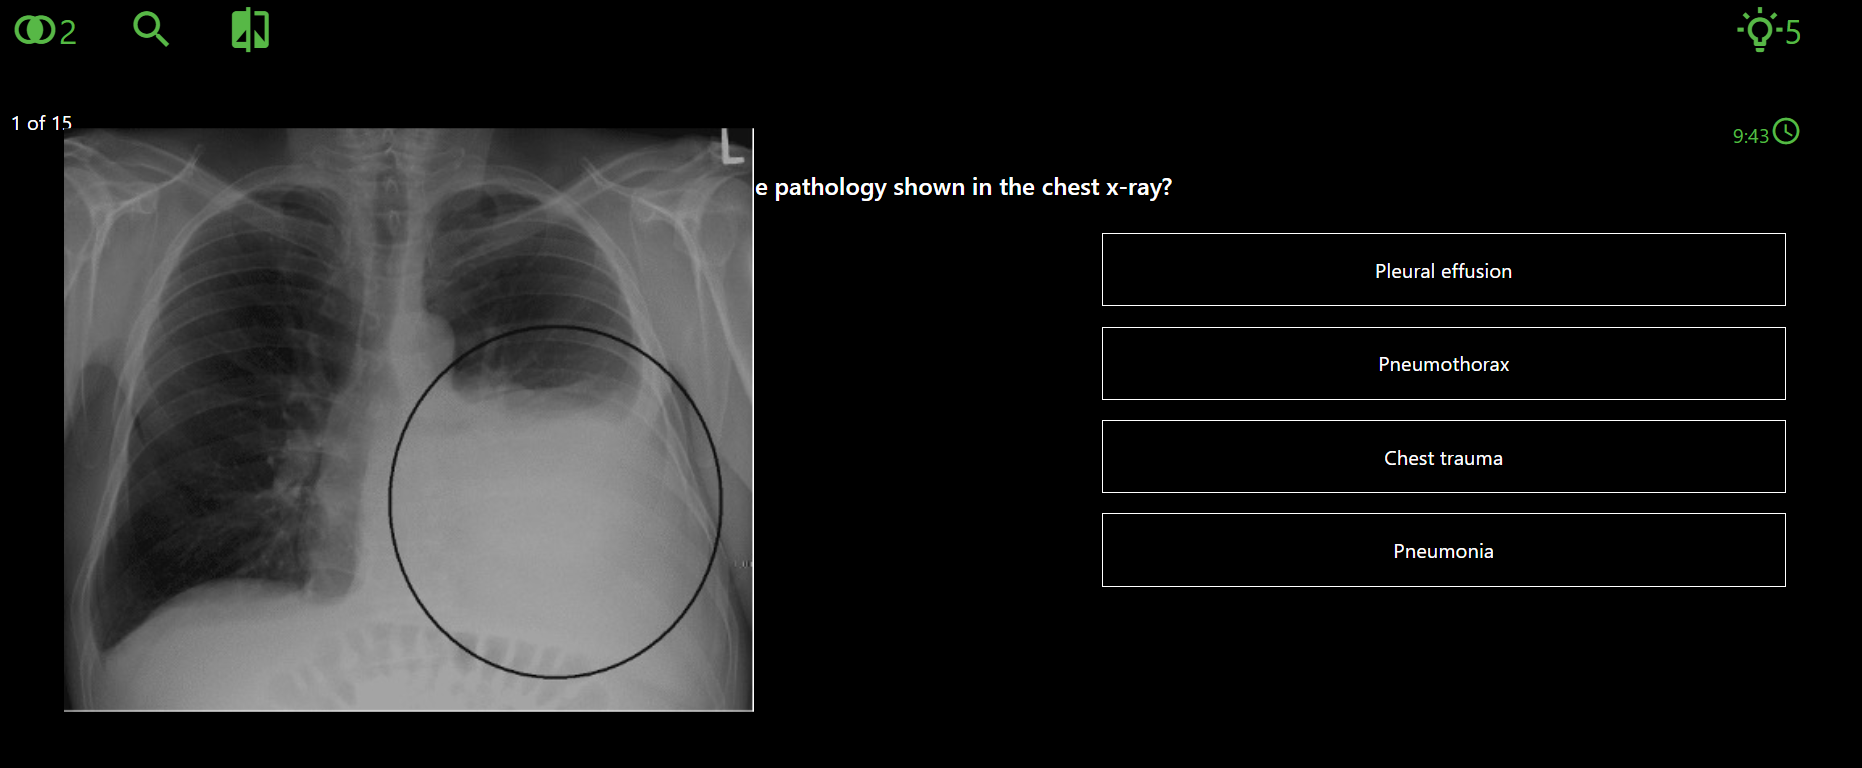 2
5
1 of 15
9:43
L
e pathology shown in the chest x-ray?
Pleural effusion
Pneumothorax
Chest trauma
Pneumonia